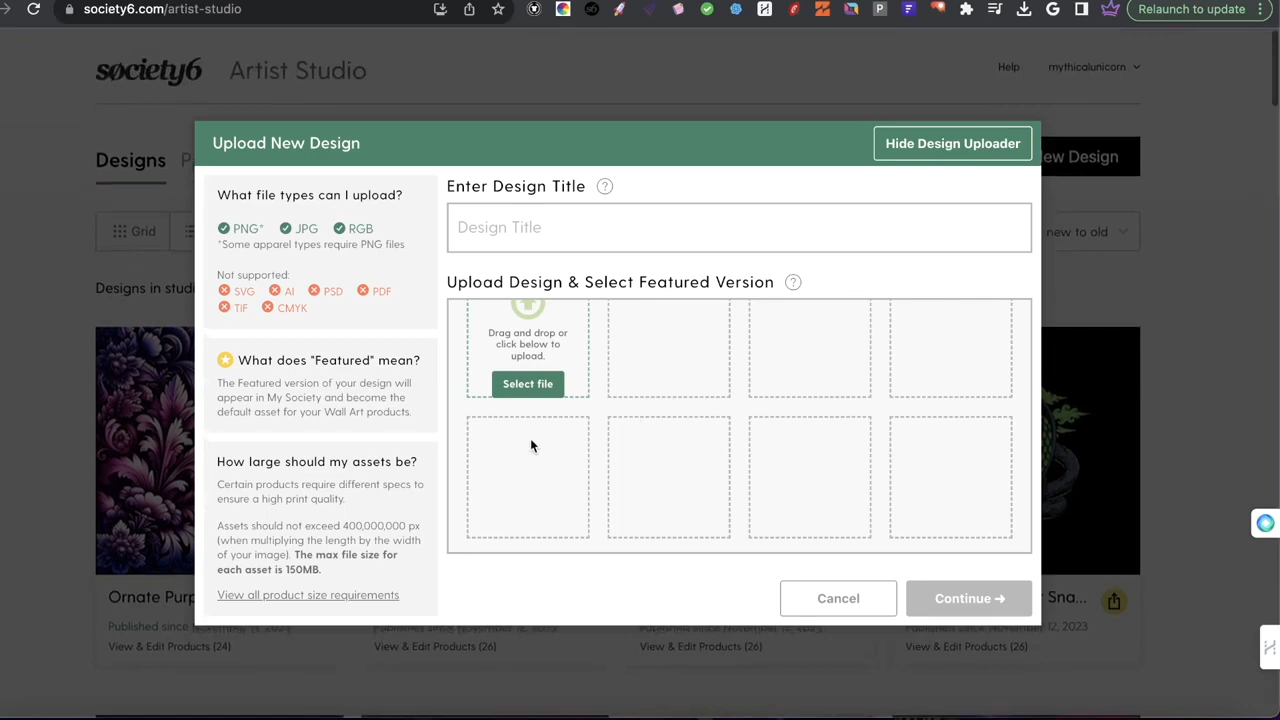 society6.com/artist-studio
Relaunch to update
society6
Artist Studio
Help
mythicalunicorn
Designs
New Design
Grid
new to old
Designs in studi
Upload New Design
Hide Design Uploader
What file types can I upload?
PNG*
JPG
RGB
*Some apparel types require PNG files
Not supported:
SVG
AI
PSD
PDF
TIF
CMYK
What does "Featured" mean?
The Featured version of your design will
appear in My Society and become the
default asset for your Wall Art products.
How large should my assets be?
Certain products require different specs to
ensure a high print quality.
Assets should not exceed 400,000,000 px
(when multiplying the length by the width
of your image). The max file size for
each asset is 150MB.
View all product size requirements
Enter Design Title
?
Design Title
Upload Design & Select Featured Version
?
Drag and drop or
click below to
upload.
Select file
Cancel
Continue ➔
Ornate Purp
Sna...
Published since
12, 2023
View & Edit Products (24)
View & Edit Products (26)
View & Edit Products (26)
View & Edit Products (26)